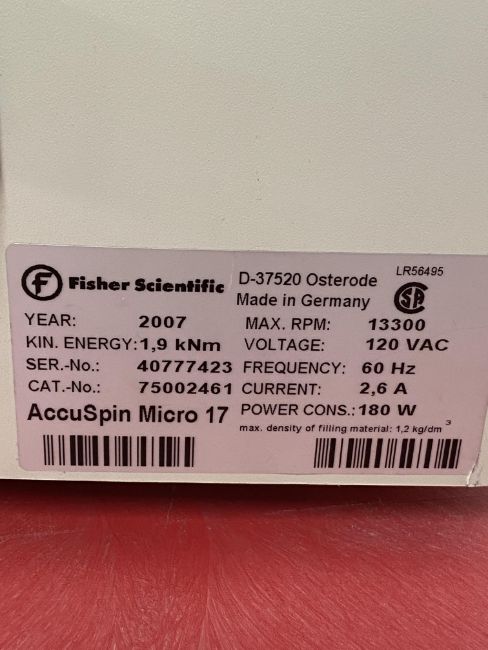 F Fisher Scientific
D-37520 Osterode
Made in Germany
LR56495
SA
YEAR: 2007
KIN. ENERGY: 1,9 kNm
SER.-No.: 40777423
CAT.-No.: 75002461
AccuSpin Micro 17
MAX. RPM: 13300
VOLTAGE: 120 VAC
FREQUENCY: 60 Hz
CURRENT: 2,6 A
POWER CONS.: 180 W
max. density of filling material: 1,2 kg/dm³